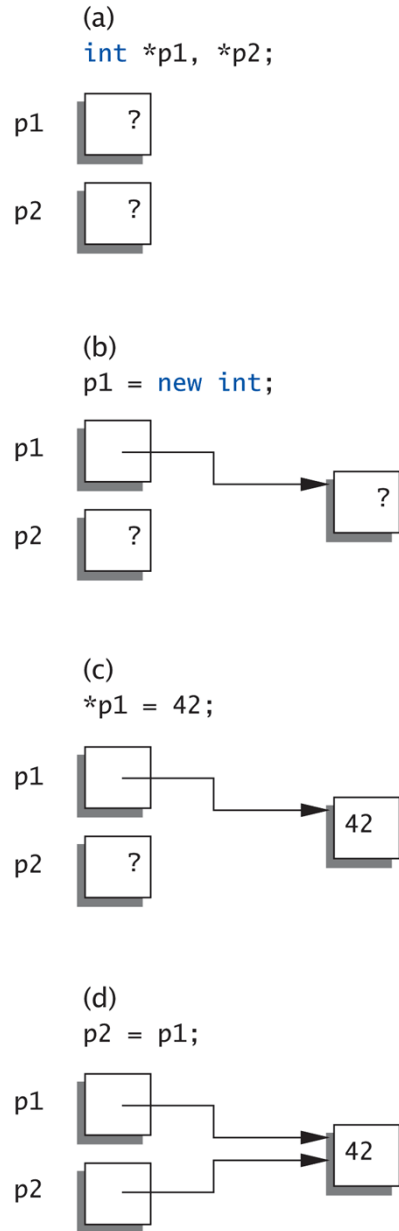 (a)
int *p1, *p2;
p1 ?
p2 ?
(b)
p1 = new int;
p1
?
p2 ?
(c)
*p1 = 42;
p1
42
p2 ?
(d)
p2 = p1;
p1
42
p2